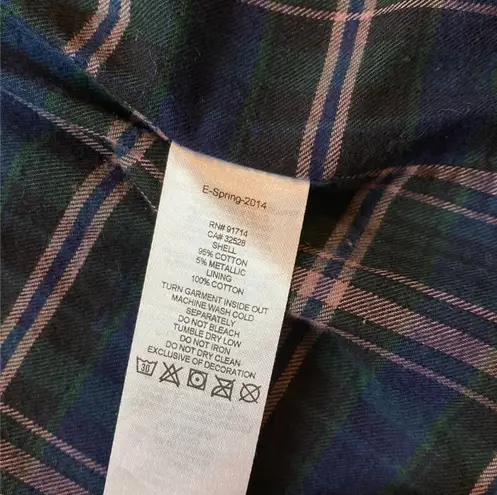 E-Spring-2014
RN# 91714
CA# 32528
SHELL
95% COTTON
5% METALLIC
LINING
100% COTTON
TURN GARMENT INSIDE OUT
MACHINE WASH COLD
SEPARATELY
DO NOT BLEACH
TUMBLE DRY LOW
DO NOT IRON
DO NOT DRY CLEAN
EXCLUSIVE OF DECORATION
30